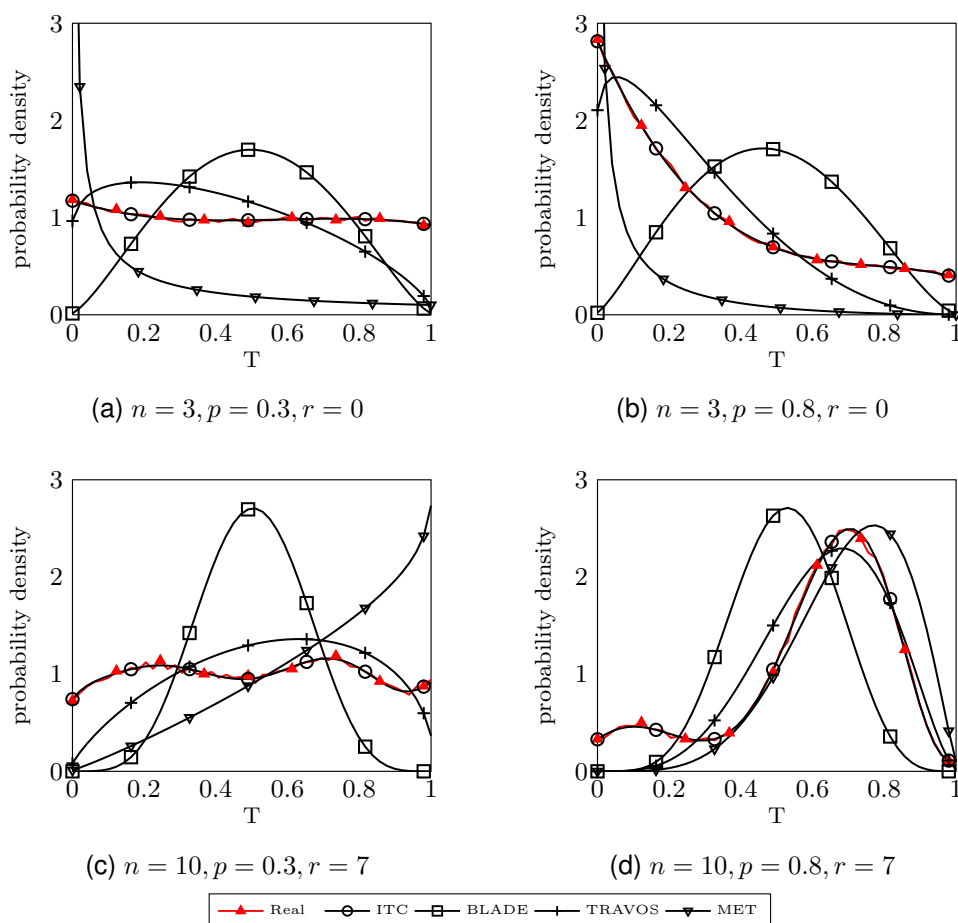 3
2
1
0
probability density
0 0.2 0.4 0.6 0.8 1
T
(a) n = 3, p = 0.3, r = 0
3
2
1
0
probability density
0 0.2 0.4 0.6 0.8 1
T
(b) n = 3, p = 0.8, r = 0
3
2
1
0
probability density
0 0.2 0.4 0.6 0.8 1
T
(c) n = 10, p = 0.3, r = 7
3
2
1
0
probability density
0 0.2 0.4 0.6 0.8 1
T
(d) n = 10, p = 0.8, r = 7
Real ITC BLADE TRAVOS MET